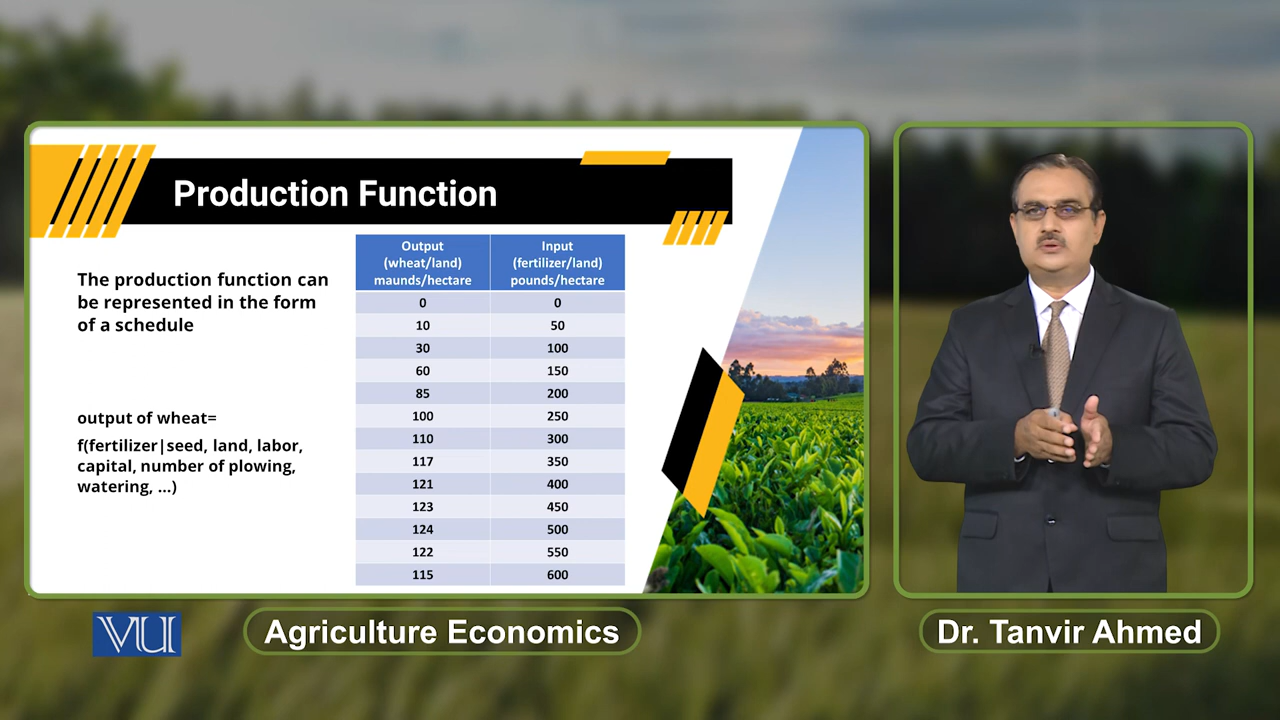 Production Function
The production function can
be represented in the form
of a schedule
output of wheat=
f(fertilizer|seed, land, labor,
capital, number of plowing,
watering, ...)
Output
(wheat/land)
maunds/hectare
Input
(fertilizer/land)
pounds/hectare
0 0
10 50
30 100
60 150
85 200
100 250
110 300
117 350
121 400
123 450
124 500
122 550
115 600
VU
Agriculture Economics
Dr. Tanvir Ahmed